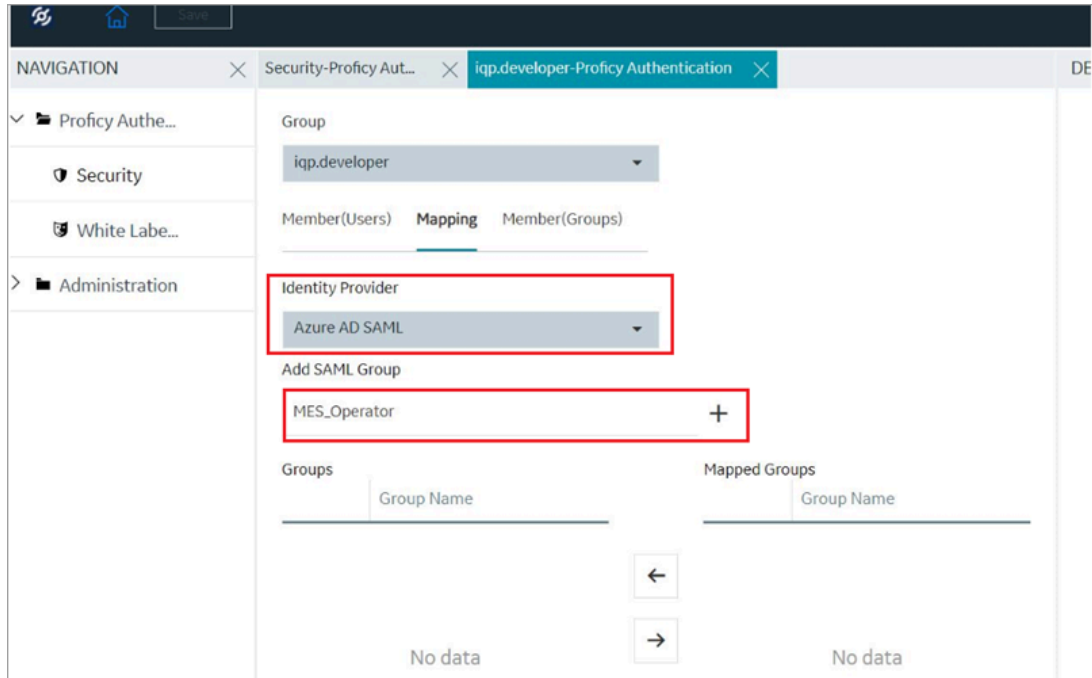 Save
NAVIGATION
Security-Proficy Aut...
iqp.developer-Proficy Authentication
DE
Proficy Authe...
Security
White Labe...
Administration
Group
iqp.developer
Member(Users) Mapping Member(Groups)
Identity Provider
Azure AD SAML
Add SAML Group
MES_Operator
Groups
Mapped Groups
Group Name
Group Name
No data
No data